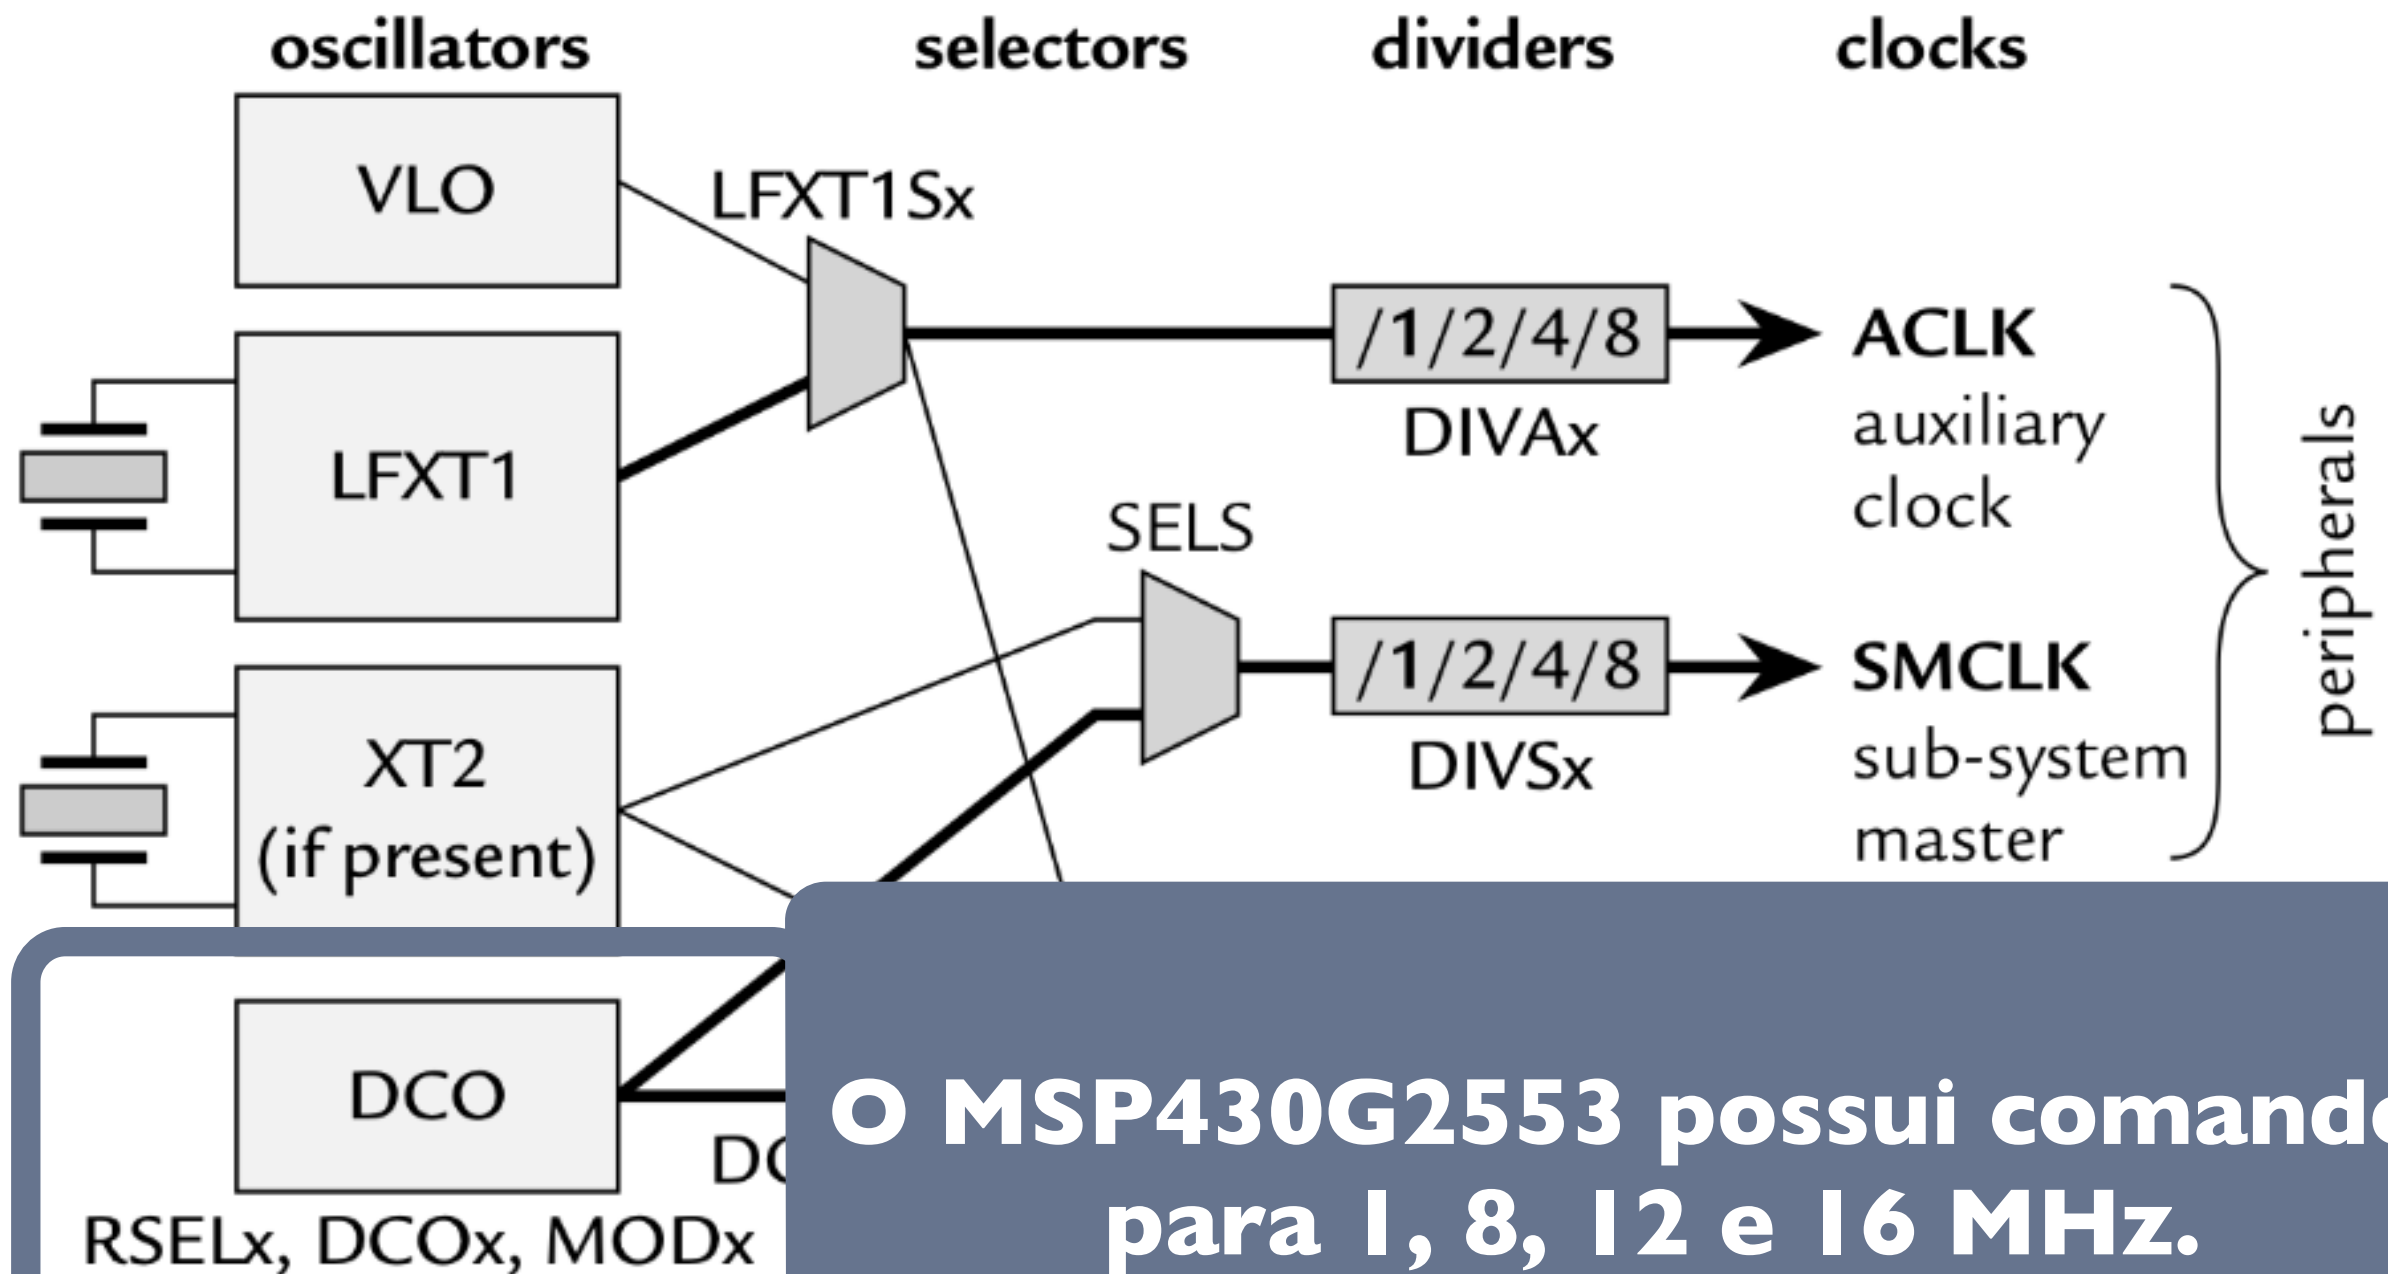 oscillators selectors dividers clocks
VLO
LFXT1Sx
/1/2/4/8
ACLK
DIVAx
auxiliary
clock
LFXT1
peripherals
SELS
/1/2/4/8
SMCLK
DIVSx
sub-system
master
XT2
(if present)
DCO
RSELx, DCOx, MODx
O MSP430G2553 possui
para 1, 8, 12 e 16 MHz.